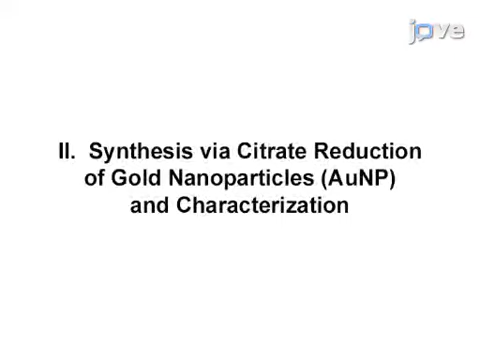 jove
II. Synthesis via Citrate Reduction
of Gold Nanoparticles (AuNP)
and Characterization